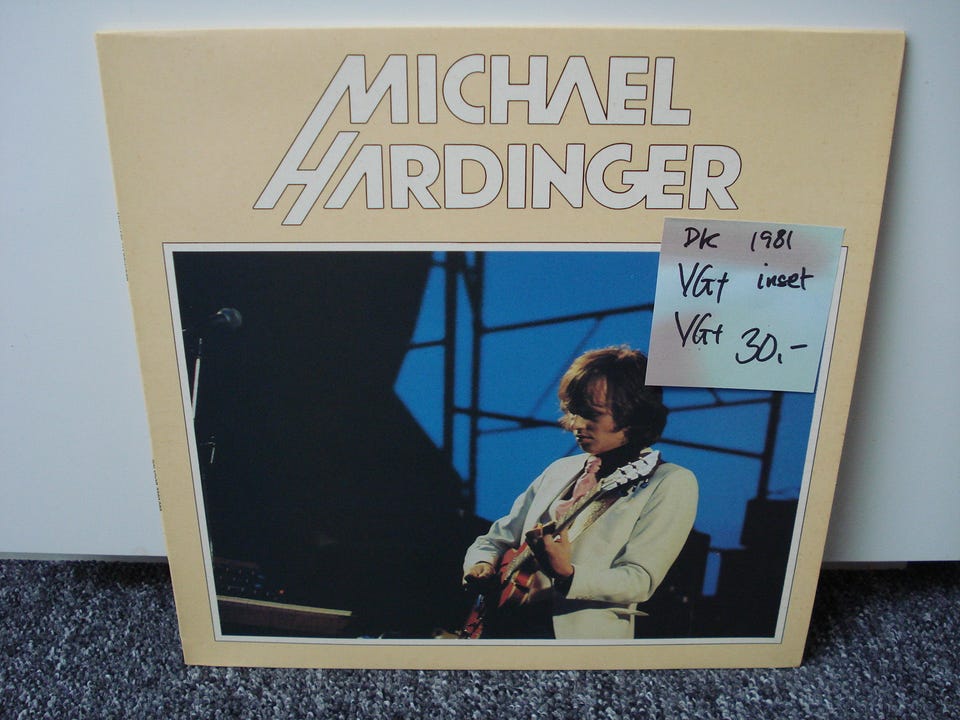 MICHAEL
HARDINGER
DK 1981
VG+ inset
VG+ 30,-